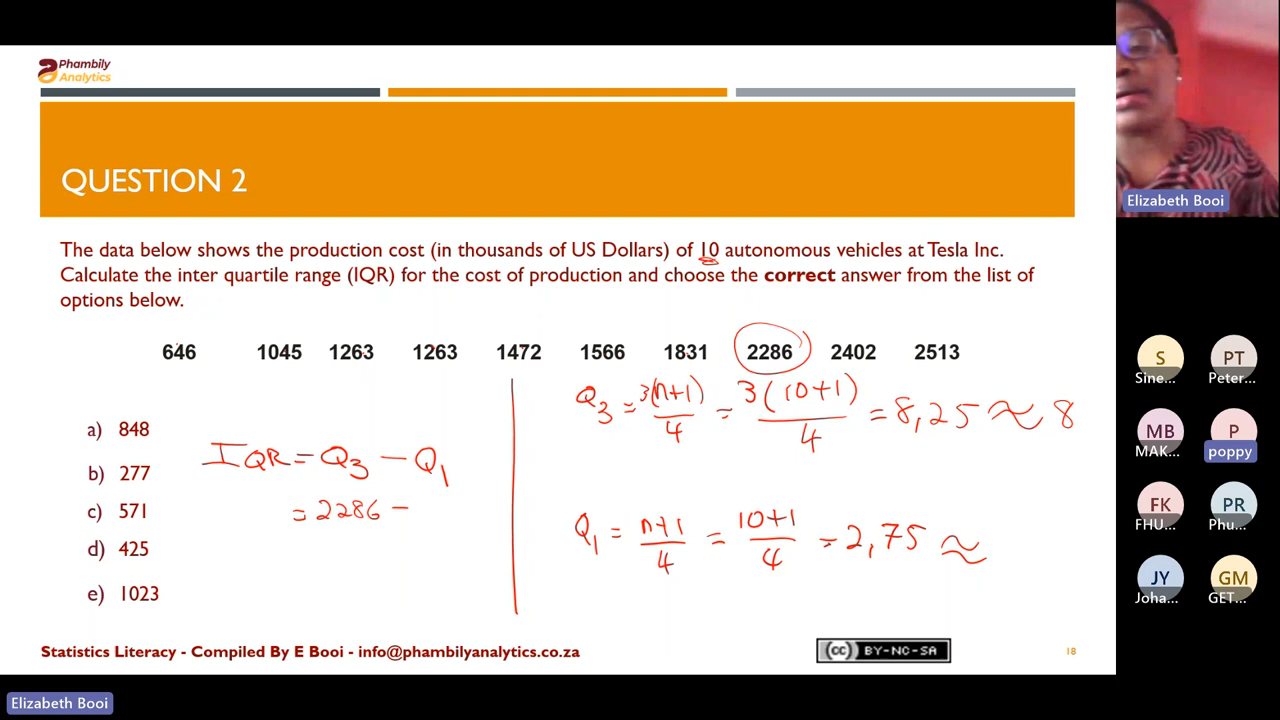 Phambily
Analytics
QUESTION 2
The data below shows the production cost (in thousands of US Dollars) of 10 autonomous vehicles at Tesla Inc.
Calculate the inter quartile range (IQR) for the cost of production and choose the correct answer from the list of
options below.
646 1045 1263 1263 1472 1566 1831 2286 2402 2513
a) 848
b) 277
c) 571
d) 425
e) 1023
IQR = Q3 − Q1
= 2286 −
Q3 = 3(n+1)/4 = 3(10+1)/4 = 8,25 ≈ 8
Q1 = n+1/4 = 10+1/4 = 2,75 ≈
Statistics Literacy - Compiled By E Booi - info@phambilyanalytics.co.za
cc BY-NC-SA
18
Elizabeth Booi
S
Sine...
PT
Peter...
MB
MAK...
P
poppy
FK
FHU...
PR
Phu...
JY
Joha...
GM
GET...
Elizabeth Booi